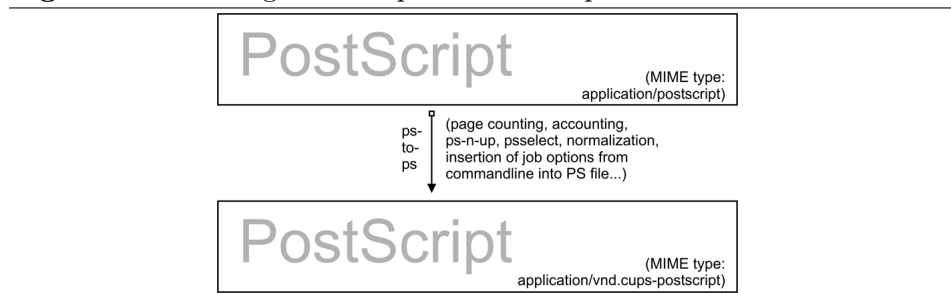 PostScript
(MIME type:
application/postscript)
ps-
to-
ps
(page counting, accounting,
ps-n-up, psselect, normalization,
insertion of job options from
commandline into PS file...)
PostScript
(MIME type:
application/vnd.cups-postscript)